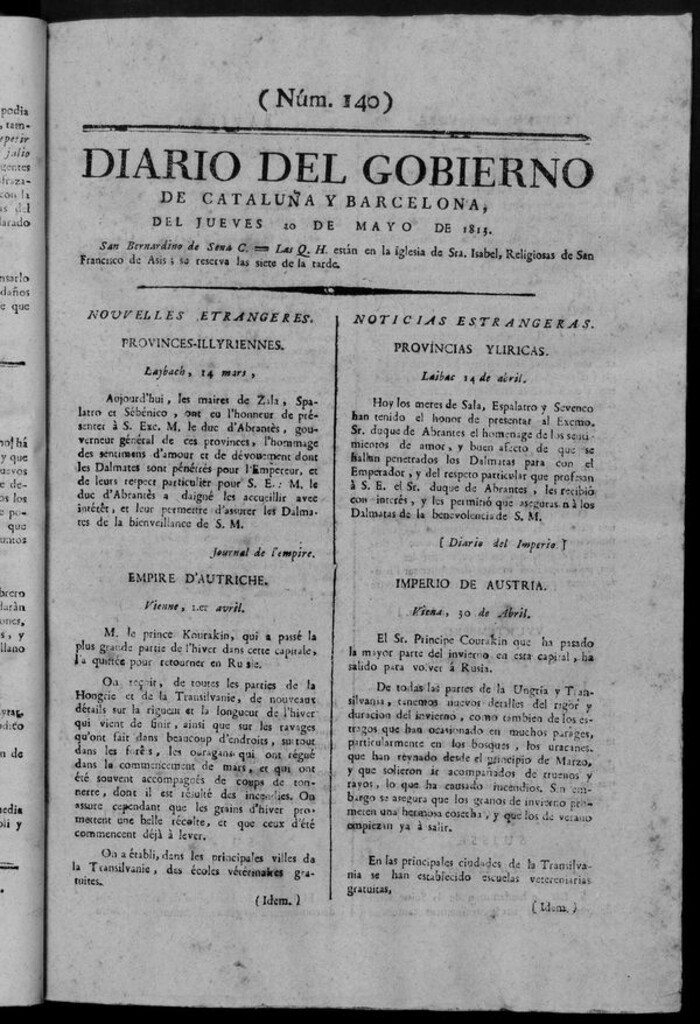 (Núm. 140)
DIARIO DEL GOBIERNO
DE CATALUÑA Y BARCELONA,
DEL JUEVES 20 DE MAYO DE 1813.
San Bernardino de Sena C. = Las Q. H. están en la iglesia de Sta. Isabel, Religiosas de San
Francisco de Asis; se reserva las siete de la tarde.
NOUVELLES ETRANGERES.
PROVINCES-ILLYRIENNES.
Laybach, 14 mars,
Aujourd'hui, les maires de Zala, Spa-
latro et Sébénico, ont eu l'honneur de pré-
senter à S. Exc. M. le duc d'Abrantès, gou-
verneur général de ces provinces, l'hommage
des sentimens d'amour et de dévouement dont
les Dalmates sont pénétrés pour l'Empereur, et
de leurs respect particulier pour S. E.: M. le
duc d'Abrantès a daigné les accueillir avec
intérêt, et leur permettre d'assurer les Dalma-
tes de la bienveillance de S. M.
Journal de l'empire.
EMPIRE D'AUTRICHE.
Vienne, 1.er avril.
M. le prince Kourakin, qui a passé la
plus grande partie de l'hiver dans cette capitale,
l'a quittée pour retourner en Russie.
On reçoit, de toutes les parties de la
Hongrie et de la Transilvanie, de nouveaux
détails sur la rigueur et la longueur de l'hiver
qui vient de finir, ainsi que sur les ravages
qu'ont fait dans beaucoup d'endroits, surtout
dans les forêts, les ouragans qui ont régné
dans le commencement de mars, et qui ont
été souvent accompagnés de coups de ton-
nerre, dont il est résulté des incendies. On
assure cependant que les grains d'hiver pro-
mettent une belle récolte, et que ceux d'été
commencent déjà à lever.
On a établi, dans les principales villes da
la Transilvanie, des écoles vétérinaires gra-
tuites.
(Idem.)
NOTICIAS ESTRANGERAS.
PROVINCIAS YLIRICAS.
Laibac 14 de abril.
Hoy los meres de Sala, Espalatro y Sevenco
han tenido el honor de presentar al Excmo.
Sr. duque de Abrantes el homenage de los senti-
mientos de amor, y buen afecto de que se
hallan penetrados los Dalmatas para con el
Emperador, y del respeto particular que profesan
á S. E. el Sr. duque de Abrantes, les recibió
con interés, y les permitió que aseguras n á los
Dalmatas de la benevolencia de S. M.
[ Diario del Imperio ]
IMPERIO DE AUSTRIA.
Viena, 30 de Abril.
El Sr. Principe Courakin que ha pasado
la mayor parte del invierno en esta capital, ha
salido para volver á Rusia.
De todas las partes de la Ungria y Tran-
silvania, tenemos nuevos detalles del rigor y
duracion del invierno, como tambien de los es-
tragos que han ocasionado en muchos parages,
particularmente en los bosques, los uracanes,
que han reynado desde el principio de Marzo,
y que solieron ir acompañados de truenos y
rayos, lo que ha causado incendios. Sin em-
bargo se asegura que los granos de invierno pro-
meten una hermosa cosecha, y que los de verano
empiezan ya á salir.
En las principales ciudades de la Transilva-
nia se han establecido escuelas vetereniarias
gratuitas,
(Idem.)